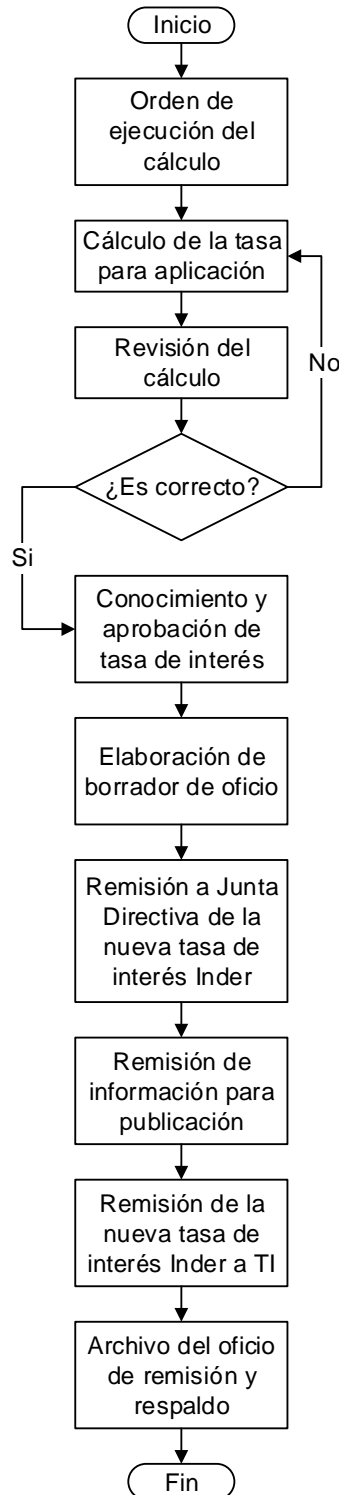 Inicio
Orden de
ejecución del
cálculo
Cálculo de la tasa
para aplicación
Revisión del
cálculo
No
¿Es correcto?
Si
Conocimiento y
aprobación de
tasa de interés
Elaboración de
borrador de oficio
Remisión a Junta
Directiva de la
nueva tasa de
interés Inder
Remisión de
información para
publicación
Remisión de la
nueva tasa de
interés Inder a TI
Archivo del oficio
de remisión y
respaldo
Fin